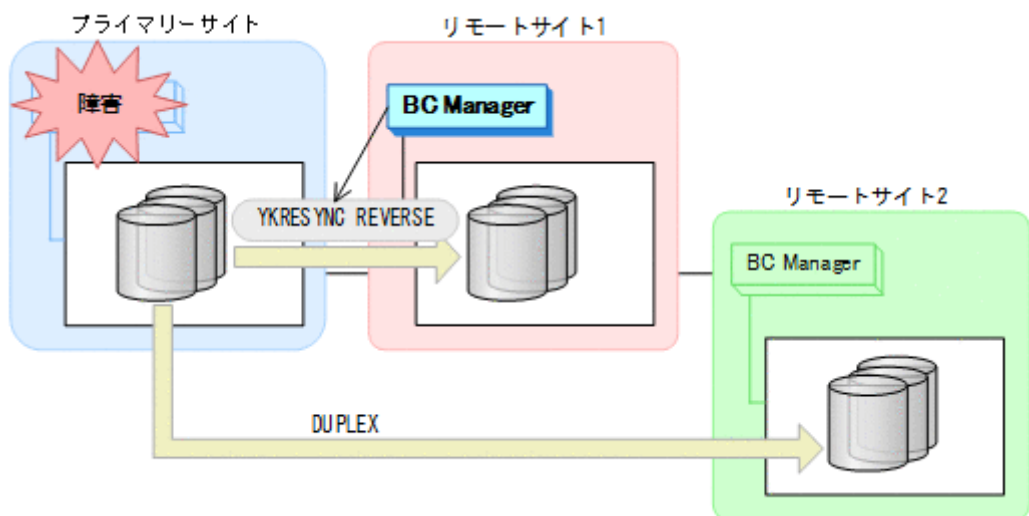 プライマリーサイト
リモートサイト1
障害
BC Manager
YKRESYNC REVERSE
リモートサイト2
BC Manager
DUPLEX